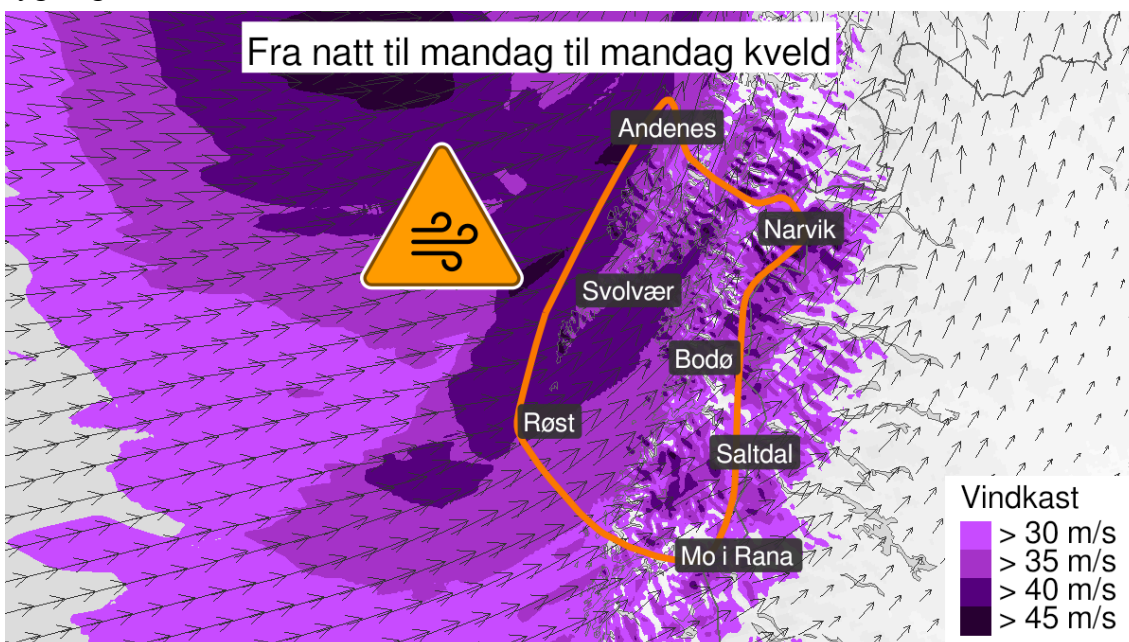 Fra natt til mandag til mandag kveld
Andenes
Narvik
Svolvær
Bodø
Røst
Saltdal
Mo i Rana
Vindkast
> 30 m/s
> 35 m/s
> 40 m/s
> 45 m/s